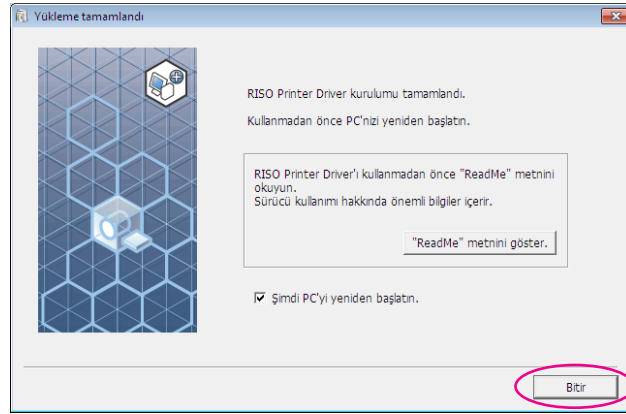 Yükleme tamamlandı
RISO Printer Driver kurulumu tamamlandı.
Kullanmadan önce PC'nizi yeniden başlatın.
RISO Printer Driver'ı kullanmadan önce "ReadMe" metnini
okuyun.
Sürücü kullanımı hakkında önemli bilgiler içerir.
"ReadMe" metnini göster.
Şimdi PC'yi yeniden başlatın.
Bitir